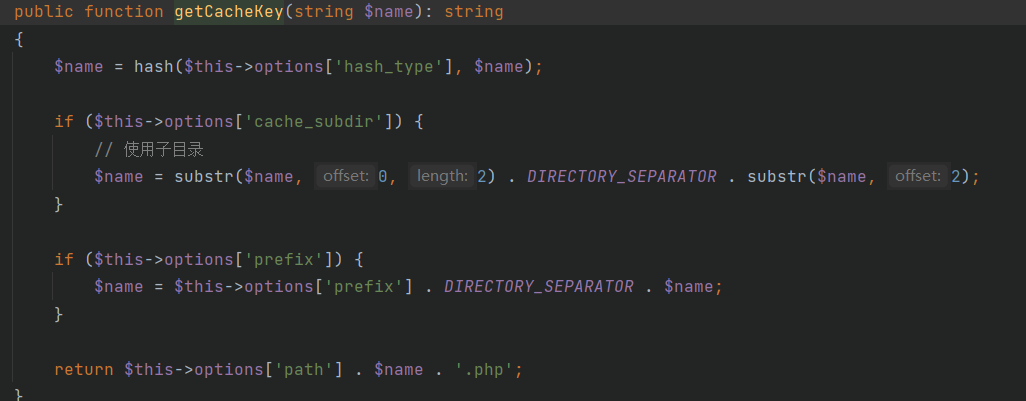 public function getCacheKey(string $name): string
{
    $name = hash($this->options['hash_type'], $name);
    if ($this->options['cache_subdir']) {
        // 使用子目录
        $name = substr($name, offset: 0, length: 2) . DIRECTORY_SEPARATOR . substr($name, offset: 2);
    }
    if ($this->options['prefix']) {
        $name = $this->options['prefix'] . DIRECTORY_SEPARATOR . $name;
    }
    return $this->options['path'] . $name . '.php';
}